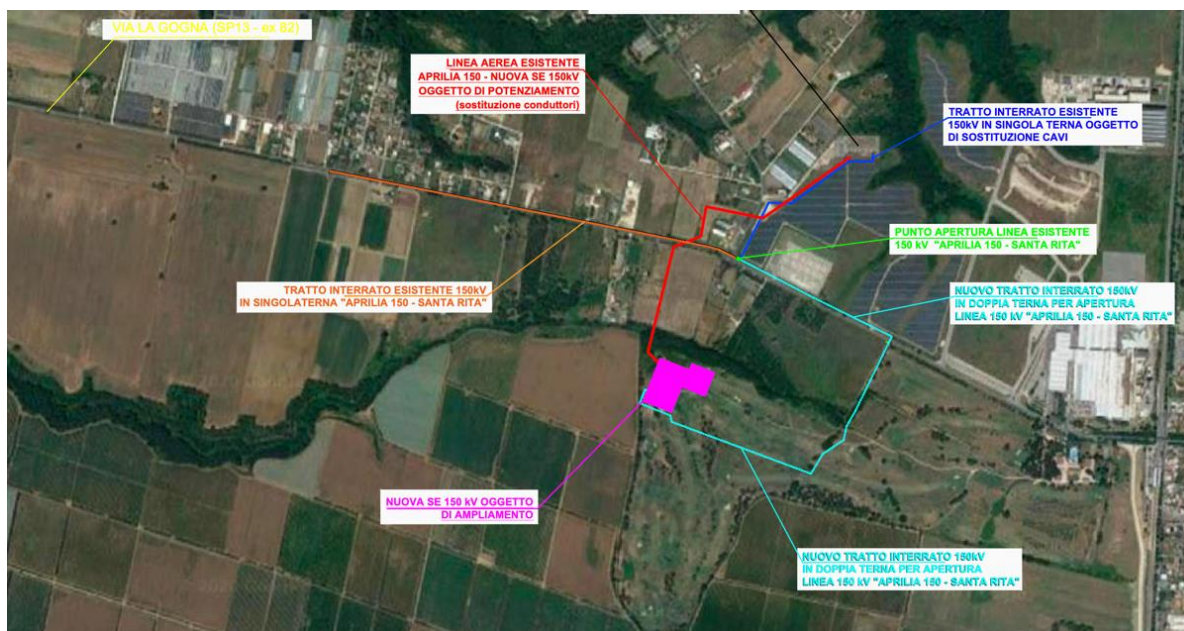 VIA LA GOGNA (SP13 - ex 82)
LINEA AEREA ESISTENTE
APRILIA 150 - NUOVA SE 150kV
OGGETTO DI POTENZIAMENTO
(sostituzione conduttori)
TRATTO INTERRATO ESISTENTE
150kV IN SINGOLA TERNA OGGETTO
DI SOSTITUZIONE CAVI
PUNTO APERTURA LINEA ESISTENTE
150 kV "APRILIA 150 - SANTA RITA"
TRATTO INTERRATO ESISTENTE 150kV
IN SINGOLATERNA "APRILIA 150 - SANTA RITA"
NUOVO TRATTO INTERRATO 150kV
IN DOPPIA TERNA PER APERTURA
LINEA 150 kV "APRILIA 150 - SANTA RITA"
NUOVA SE 150 kV OGGETTO
DI AMPLIAMENTO
NUOVO TRATTO INTERRATO 150kV
IN DOPPIA TERNA PER APERTURA
LINEA 150 kV "APRILIA 150 - SANTA RITA"